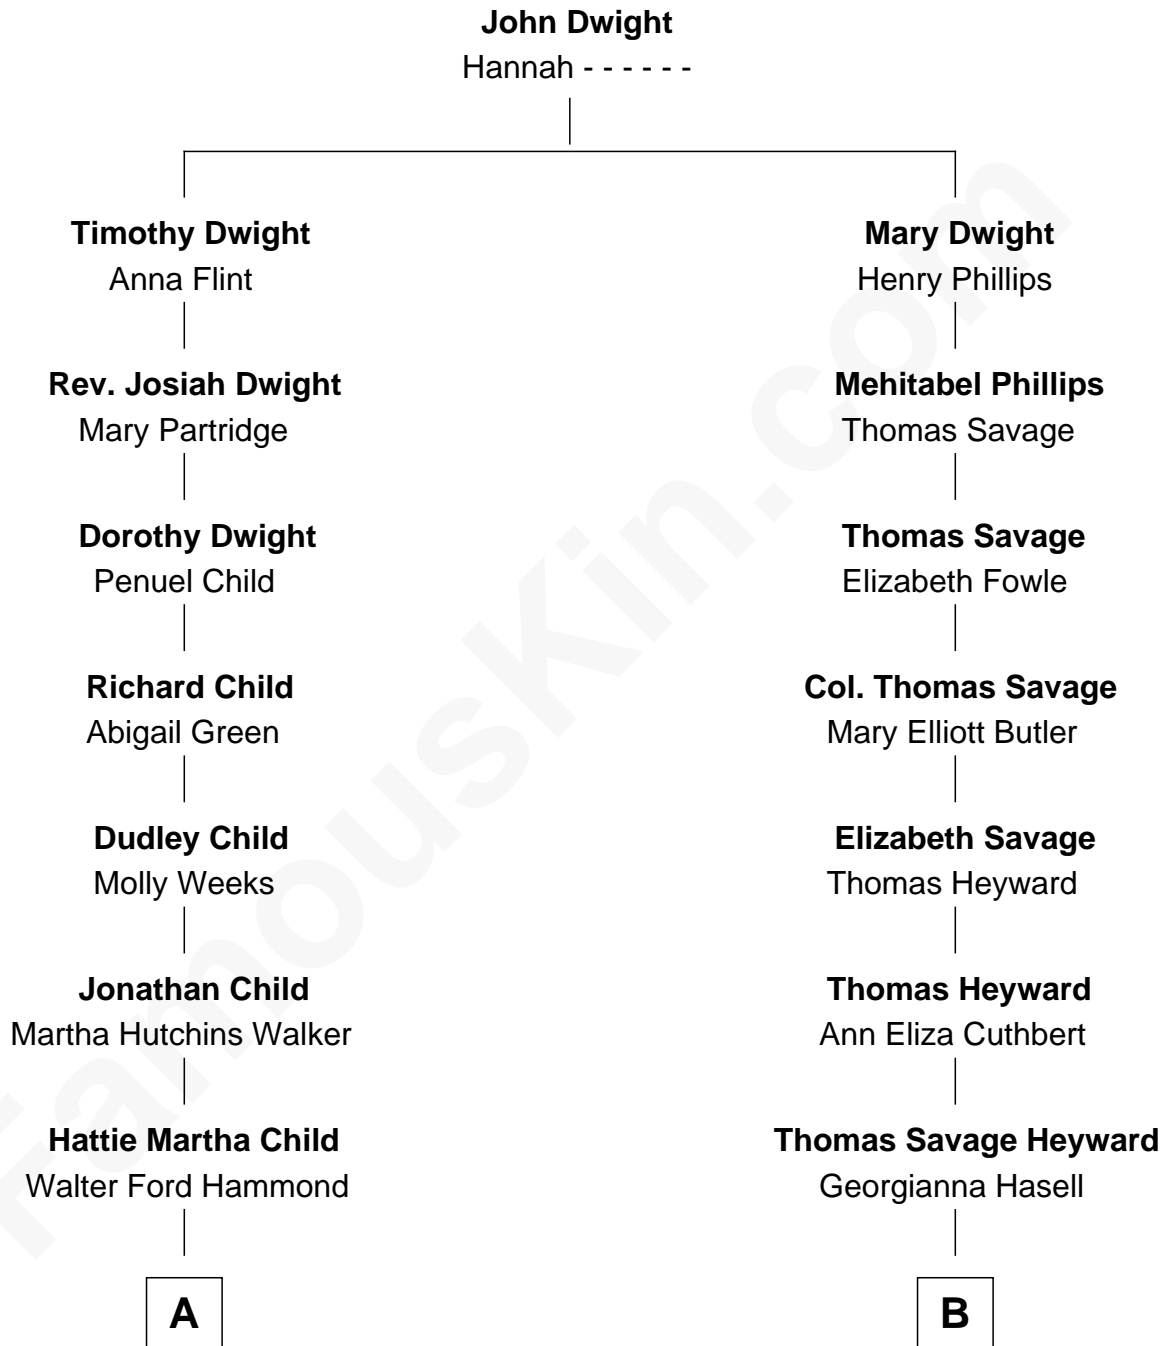 John Dwight
Hannah - - - - - -
Timothy Dwight
Anna Flint
Mary Dwight
Henry Phillips
Rev. Josiah Dwight
Mary Partridge
Mehitabel Phillips
Thomas Savage
Dorothy Dwight
Penuel Child
Thomas Savage
Elizabeth Fowle
Richard Child
Abigail Green
Col. Thomas Savage
Mary Elliott Butler
Dudley Child
Molly Weeks
Elizabeth Savage
Thomas Heyward
Jonathan Child
Martha Hutchins Walker
Thomas Heyward
Ann Eliza Cuthbert
Hattie Martha Child
Walter Ford Hammond
Thomas Savage Heyward
Georgianna Hasell
A
B
FamousKin.com